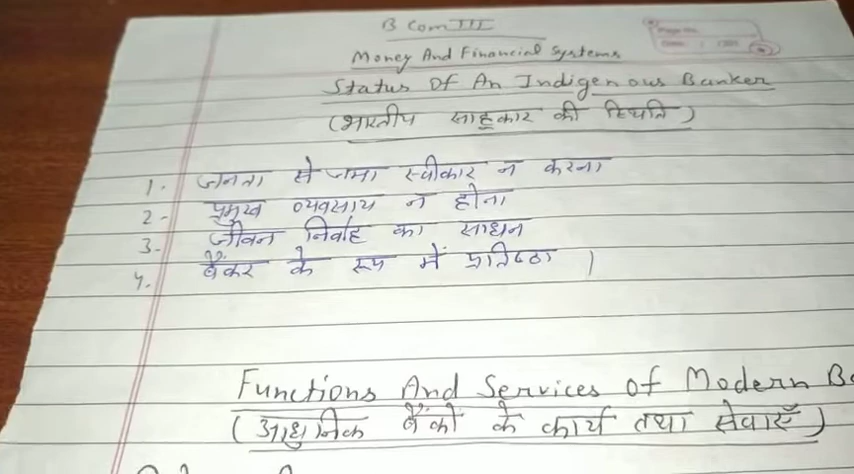 B Com III
Money And Financial Systems
Status Of An Indigenous Banker
(भारतीय साहूकार की स्थिति)
1. जनता से जमा स्वीकार न करना
2- प्रमुख व्यवसाय न होना
3- जीवन निर्वाह का साधन
4. बैंकर के रूप में प्रतिष्ठा ।
Functions And Services Of Modern
(आधुनिक बैंकों के कार्य तथा सेवाएँ)